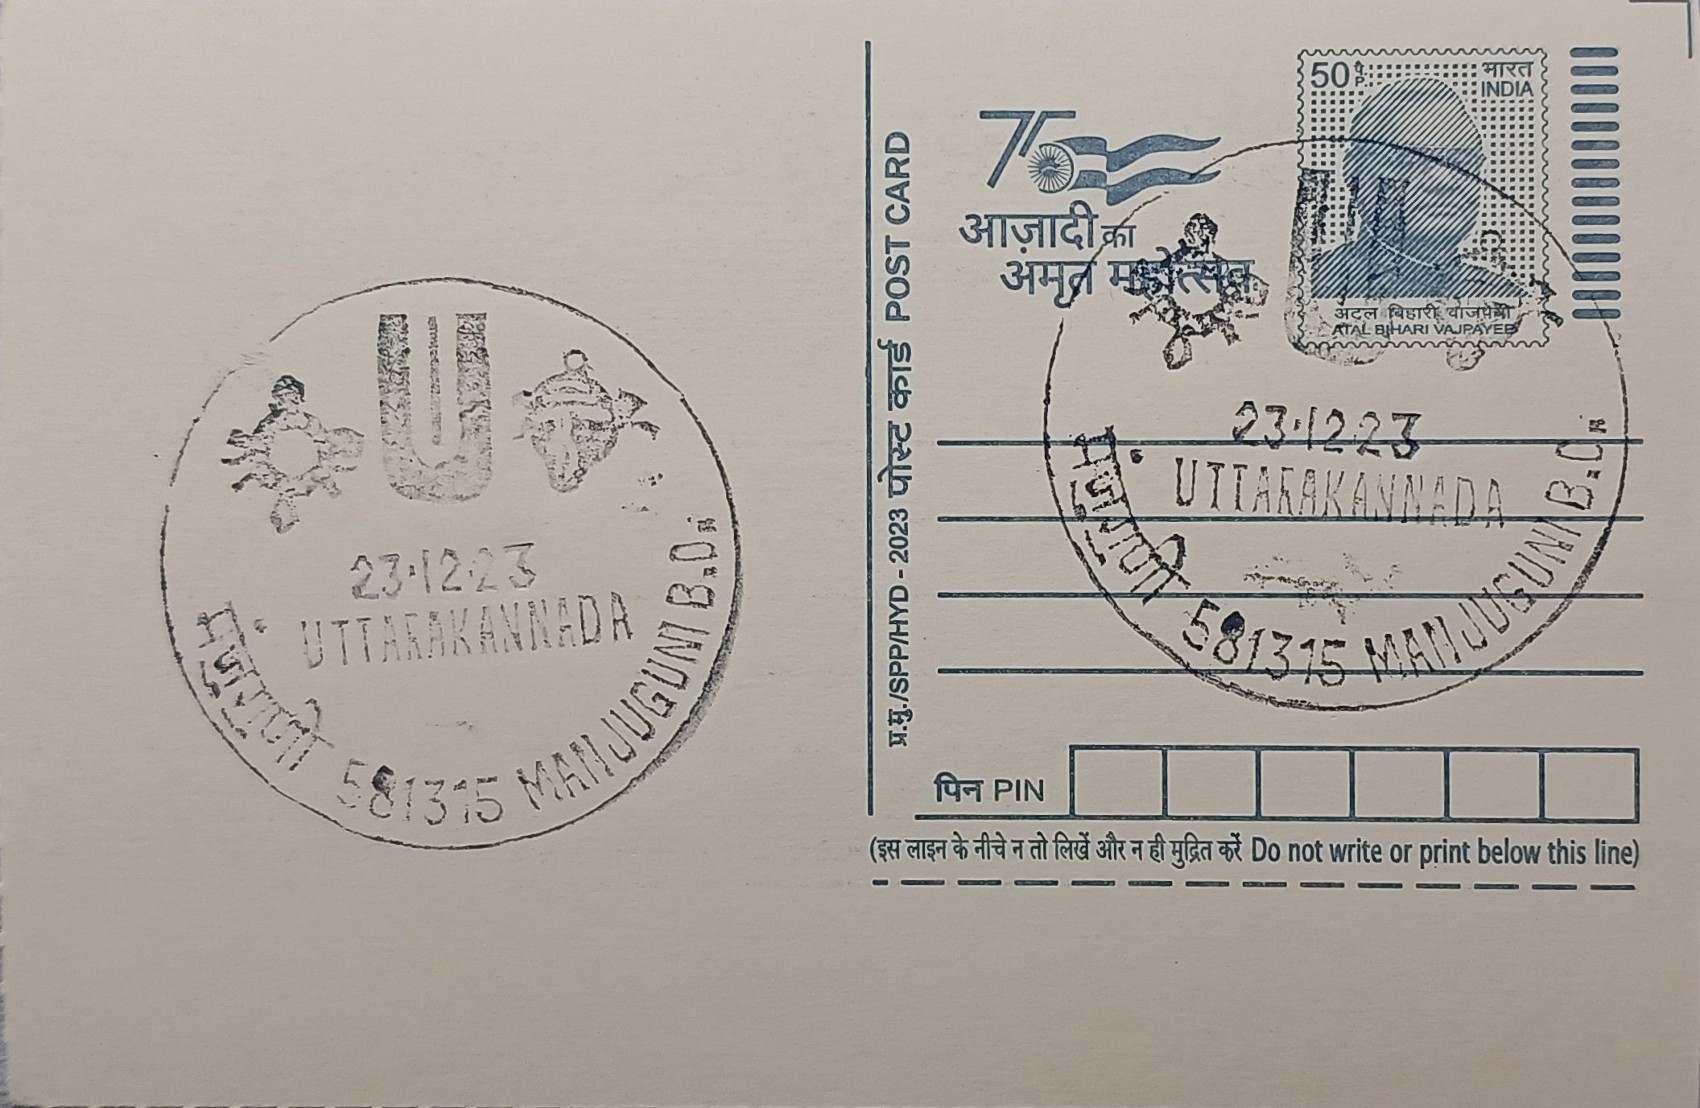 23·12·23
UTTARAKANNADA
मंजुगुणी 581315 MANJUGUNI B.O.
प्र.मु./SPP/HYD - 2023 पोस्ट कार्ड POST CARD
75
आज़ादी का
अमृत महोत्सव
50 पै. P.
भारत
INDIA
अटल बिहारी वाजपेयी
ATAL BIHARI VAJPAYEE
23·12·23
UTTARAKANNADA
मंजुगुणी 581315 MANJUGUNI B.O.
पिन PIN
(इस लाइन के नीचे न तो लिखें और न ही मुद्रित करें Do not write or print below this line)